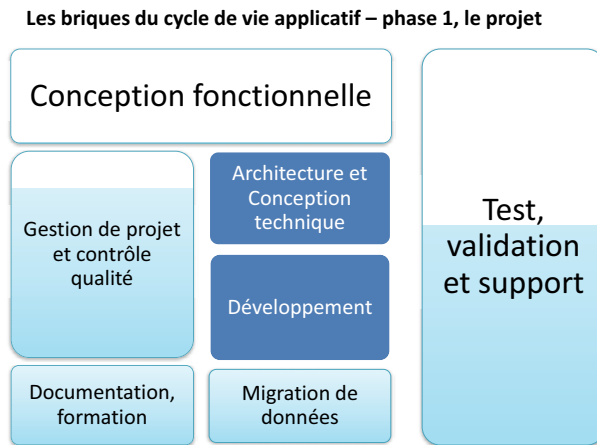 Les briques du cycle de vie applicatif – phase 1, le projet
Conception fonctionnelle
Gestion de projet
et contrôle
qualité
Architecture et
Conception
technique
Développement
Documentation,
formation
Migration de
données
Test,
validation
et support